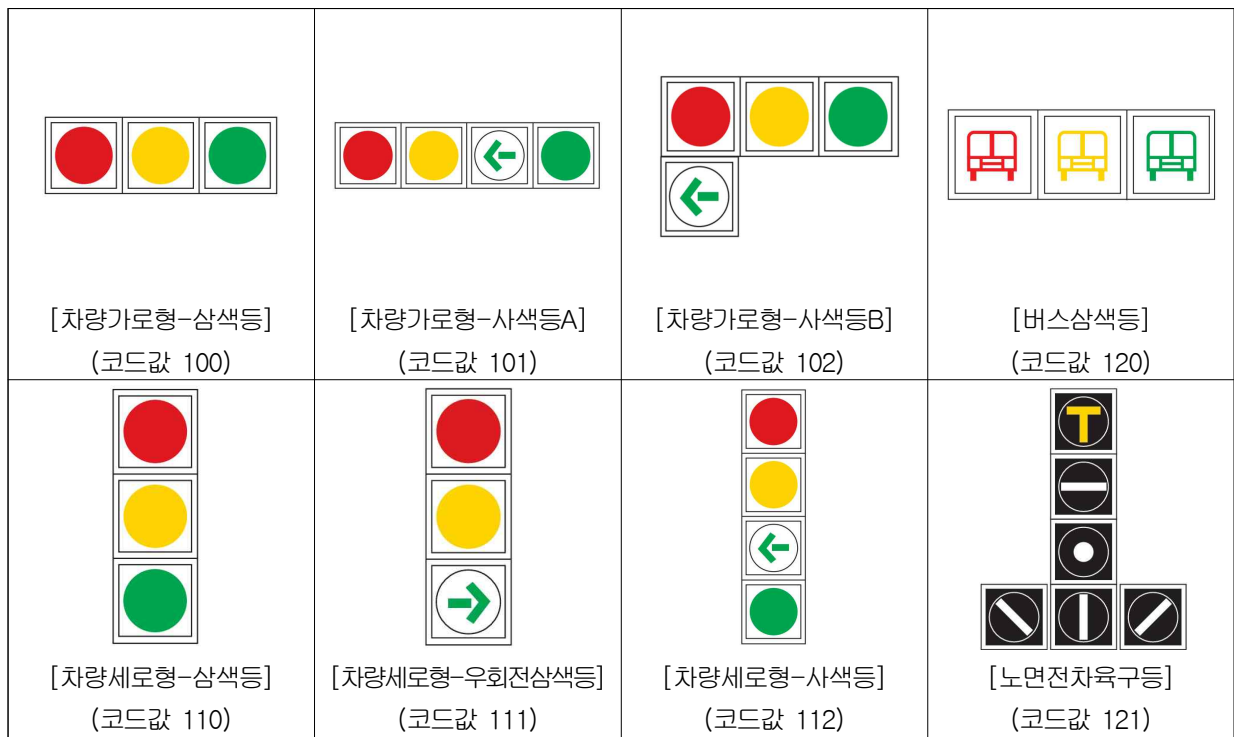 [차량가로형-삼색등]
(코드값 100)
[차량가로형-사색등A]
(코드값 101)
[차량가로형-사색등B]
(코드값 102)
[버스삼색등]
(코드값 120)
T
[차량세로형-삼색등]
(코드값 110)
[차량세로형-우회전삼색등]
(코드값 111)
[차량세로형-사색등]
(코드값 112)
[노면전차육구등]
(코드값 121)